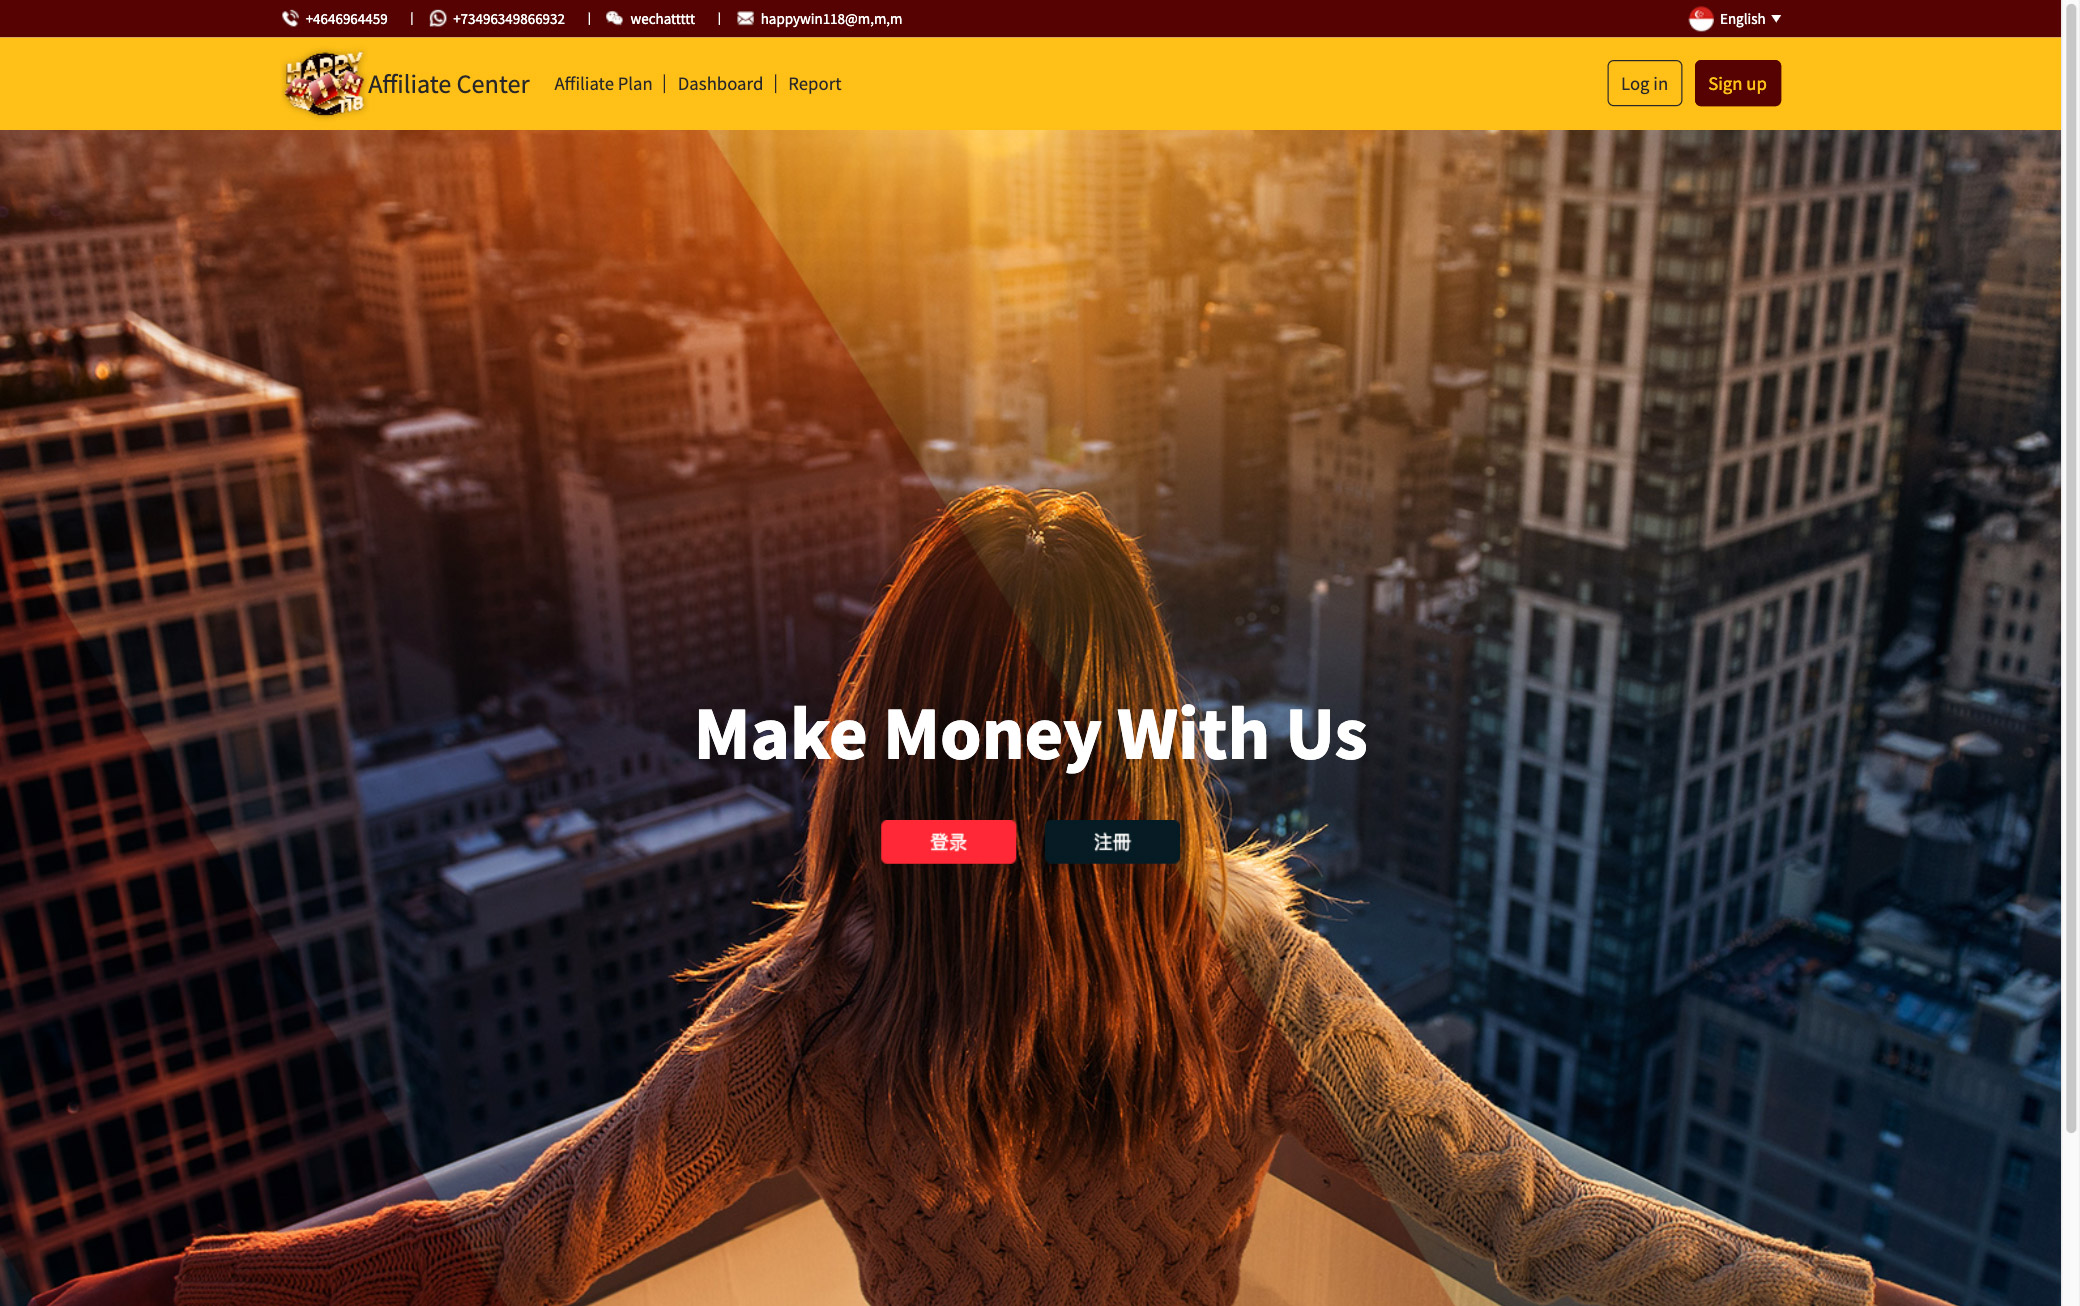 +4646964459 | +73496349866932 | wechattttt | happywin118@m,m,m
English
HAPPY
WIN
118
Affiliate Center
Affiliate Plan | Dashboard | Report
Log in
Sign up
Make Money With Us
登录
注冊